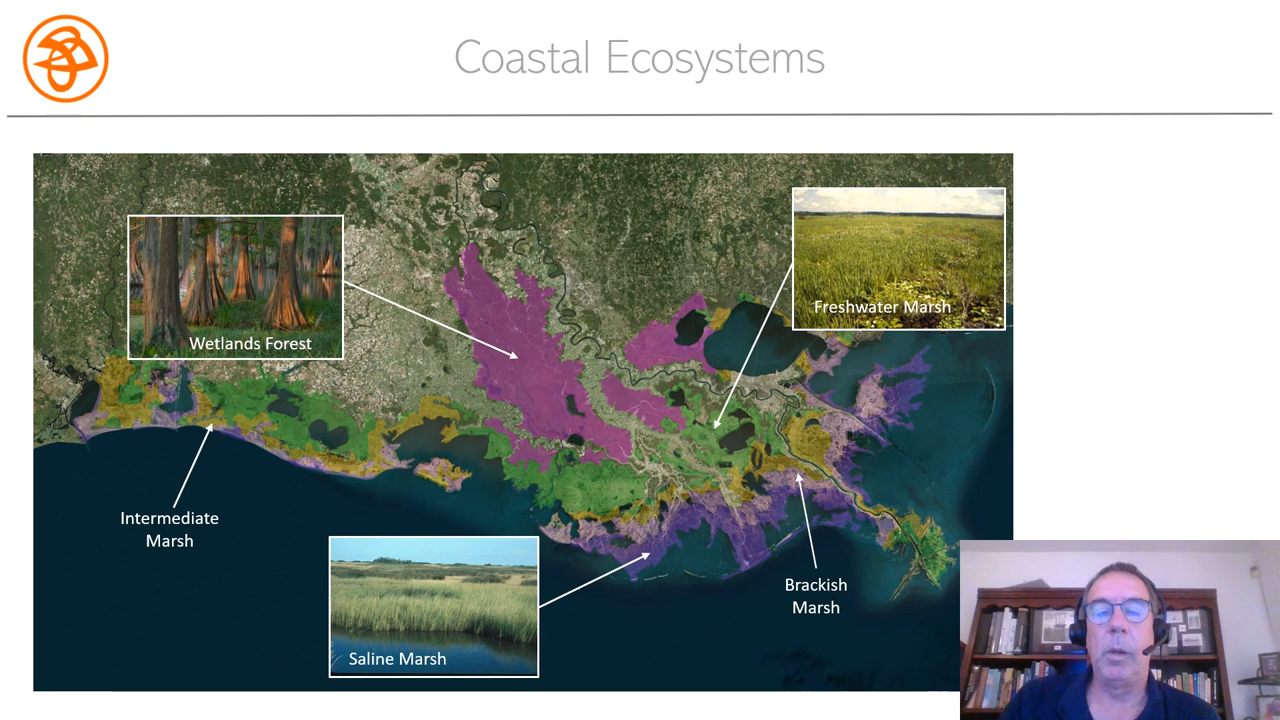 Coastal Ecosystems
Wetlands Forest
Freshwater Marsh
Intermediate
Marsh
Saline Marsh
Brackish
Marsh